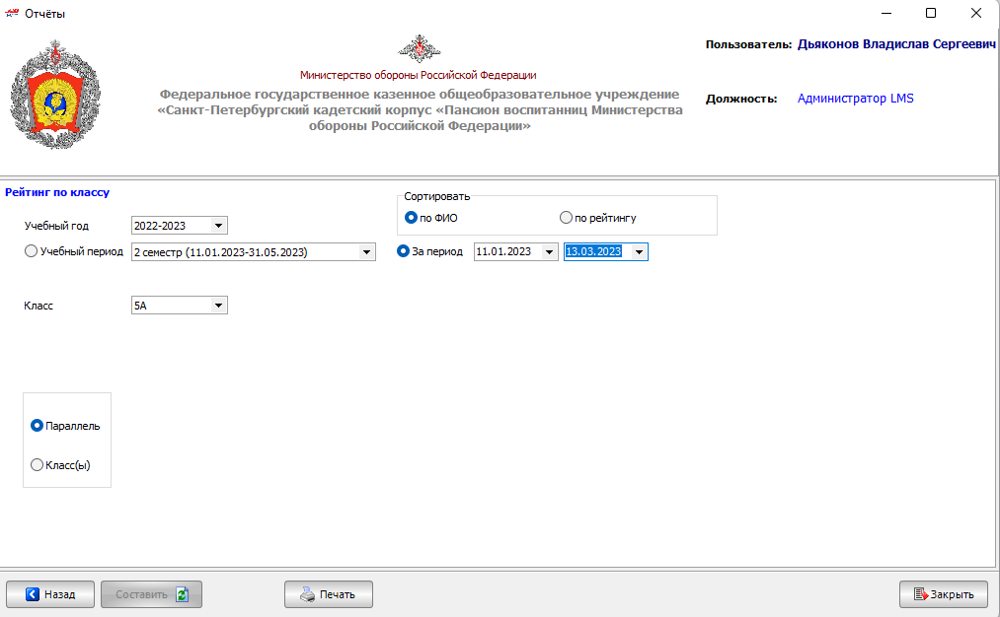 Отчёты
Пользователь: Дьяконов Владислав Сергеевич
Министерство обороны Российской Федерации
Федеральное государственное казенное общеобразовательное учреждение
«Санкт-Петербургский кадетский корпус «Пансион воспитанниц Министерства
обороны Российской Федерации»
Должность: Администратор LMS
Рейтинг по классу
Сортировать
по ФИО по рейтингу
Учебный год 2022-2023
Учебный период 2 семестр (11.01.2023-31.05.2023) За период 11.01.2023 13.03.2023
Класс 5А
Параллель
Класс(ы)
Назад Составить Печать Закрыть